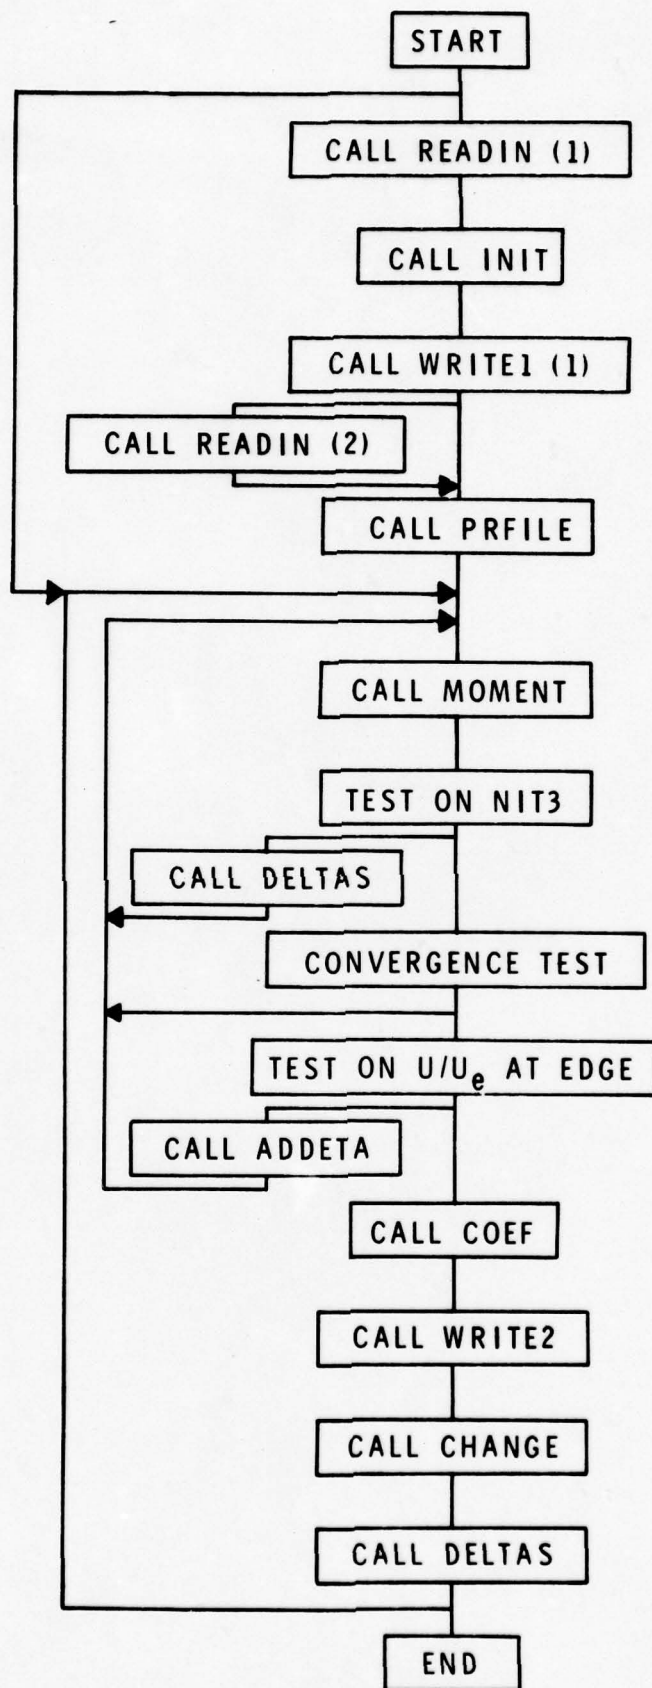 START
CALL READIN (1)
CALL INIT
CALL WRITE1 (1)
CALL READIN (2)
CALL PRFILE
CALL MOMENT
TEST ON NIT3
CALL DELTAS
CONVERGENCE TEST
TEST ON U/Ue AT EDGE
CALL ADDETA
CALL COEF
CALL WRITE2
CALL CHANGE
CALL DELTAS
END